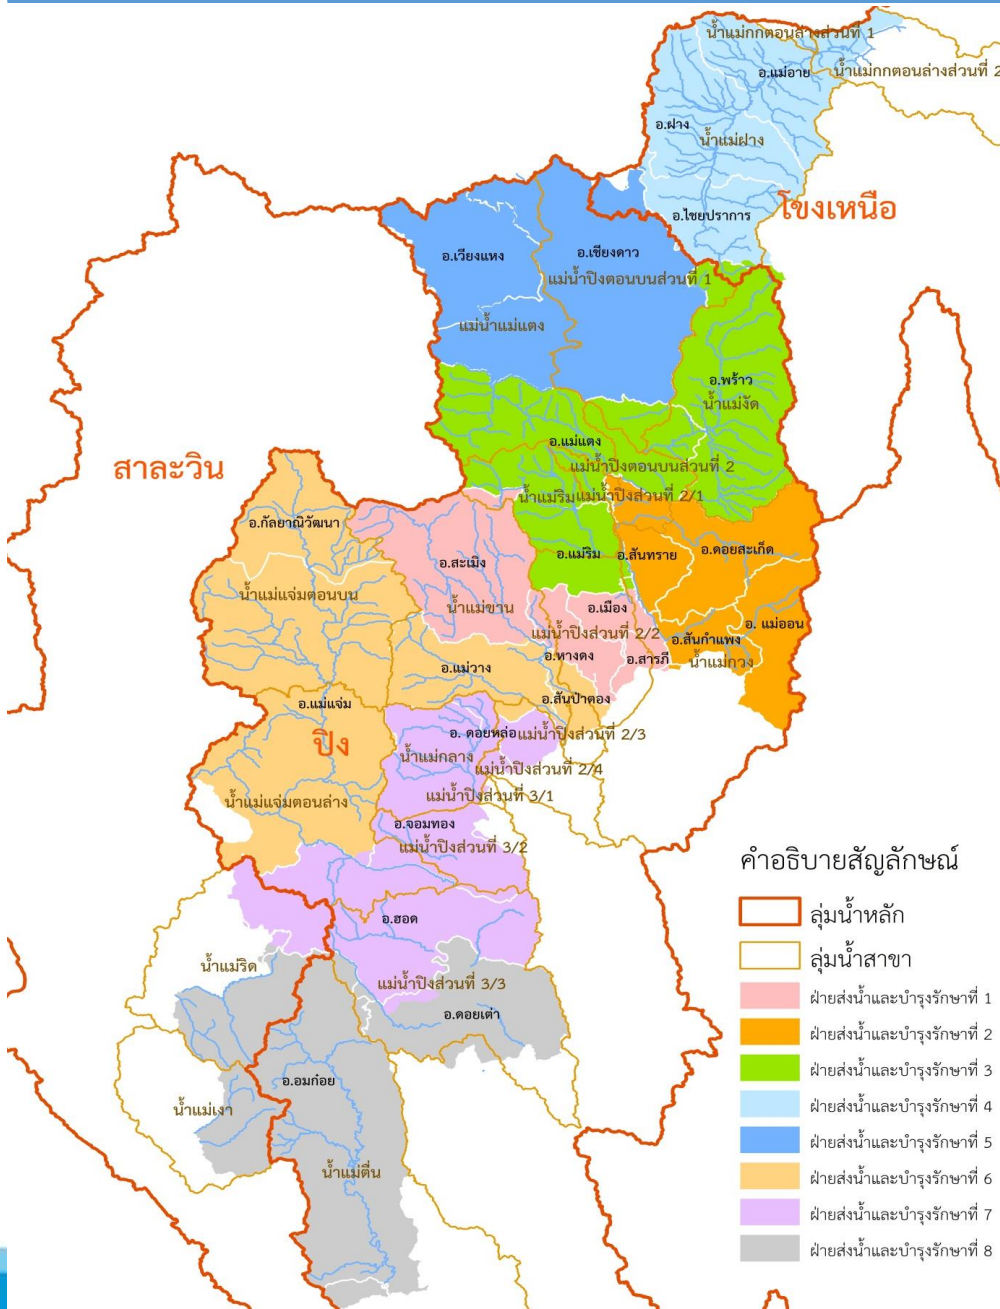 น้ำแม่กกตอนล่างส่วนที่ 1
อ.แม่อาย
น้ำแม่กกตอนล่างส่วนที่ 2
อ.ฝาง
น้ำแม่ฝาง
โขงเหนือ
อ.ไชยปราการ
อ.เวียงแหง
อ.เชียงดาว
แม่น้ำปิงตอนบนส่วนที่ 1
แม่น้ำแม่แตง
อ.พร้าว
น้ำแม่งัด
อ.แม่แตง
แม่น้ำปิงตอนบนส่วนที่ 2
สาละวิน
น้ำแม่ริม
แม่น้ำปิงส่วนที่ 2/1
อ.กัลยาณิวัฒนา
อ.สะเมิง
อ.แม่ริม
อ.สันทราย
อ.ดอยสะเก็ด
น้ำแม่แจ่มตอนบน
น้ำแม่ขาน
อ.เมือง
อ. แม่ออน
แม่น้ำปิงส่วนที่ 2/2
อ.สันกำแพง
อ.หางดง
อ.สารภี
น้ำแม่กวง
อ.แม่วาง
อ.สันป่าตอง
อ.แม่แจ่ม
ปิง
อ. ดอยหล่อ
แม่น้ำปิงส่วนที่ 2/3
น้ำแม่กลาง
แม่น้ำปิงส่วนที่ 2/4
น้ำแม่แจ่มตอนล่าง
แม่น้ำปิงส่วนที่ 3/1
อ.จอมทอง
แม่น้ำปิงส่วนที่ 3/2
อ.ฮอด
น้ำแม่ริด
แม่น้ำปิงส่วนที่ 3/3
อ.ดอยเต่า
อ.อมก๋อย
น้ำแม่เงา
น้ำแม่ตื่น
คำอธิบายสัญลักษณ์
ลุ่มน้ำหลัก
ลุ่มน้ำสาขา
ฝ่ายส่งน้ำและบำรุงรักษาที่ 1
ฝ่ายส่งน้ำและบำรุงรักษาที่ 2
ฝ่ายส่งน้ำและบำรุงรักษาที่ 3
ฝ่ายส่งน้ำและบำรุงรักษาที่ 4
ฝ่ายส่งน้ำและบำรุงรักษาที่ 5
ฝ่ายส่งน้ำและบำรุงรักษาที่ 6
ฝ่ายส่งน้ำและบำรุงรักษาที่ 7
ฝ่ายส่งน้ำและบำรุงรักษาที่ 8